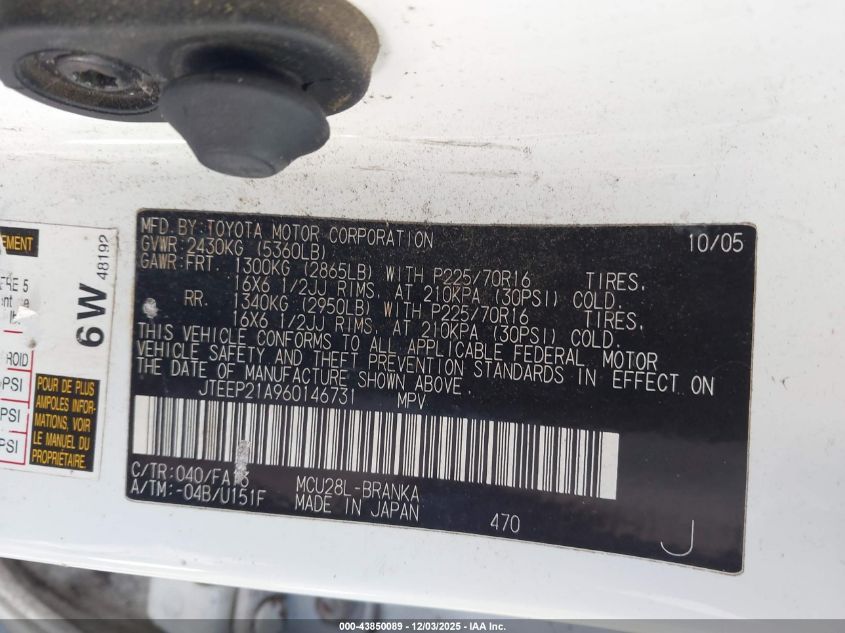 MFD. BY: TOYOTA MOTOR CORPORATION 10/05
GVWR: 2430KG (5360LB)
GAWR: FRT. 1300KG (2865LB) WITH P225/70R16 TIRES,
16X6 1/2JJ RIMS, AT 210KPA (30PSI) COLD.
RR. 1340KG (2950LB) WITH P225/70R16 TIRES,
16X6 1/2JJ RIMS, AT 210KPA (30PSI) COLD.
THIS VEHICLE CONFORMS TO ALL APPLICABLE FEDERAL MOTOR
VEHICLE SAFETY AND THEFT PREVENTION STANDARDS IN EFFECT ON
THE DATE OF MANUFACTURE SHOWN ABOVE.
JTEEP21A960146731 MPV
C/TR: 040/FA13 MCU28L-BRANKA
A/TM: -04B/U151F MADE IN JAPAN 470 J
6W 48192
EMENT
ROID
PSI
PSI
PSI
POUR DE PLUS
AMPLES INFOR-
MATIONS, VOIR
LE MANUEL DU
PROPRIÉTAIRE.
000-43850089 - 12/03/2025 - © IAA, Inc.